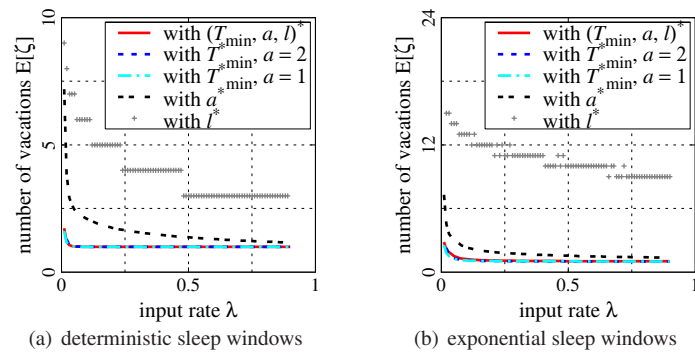 10
5
0
number of vacations E[ζ]
with (T_min, a, l)*
with T*_min, a = 2
with T*_min, a = 1
with a*
with l*
0 0.5 1
input rate λ
(a) deterministic sleep windows
24
12
0
number of vacations E[ζ]
with (T_min, a, l)*
with T*_min, a = 2
with T*_min, a = 1
with a*
with l*
0 0.5 1
input rate λ
(b) exponential sleep windows